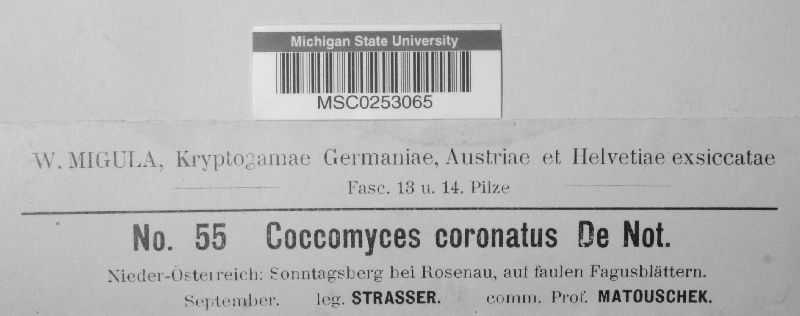 Michigan State University
MSC0253065
W. MIGULA, Kryptogamae Germaniae, Austriae et Helvetiae exsiccatae
Fasc. 13 u. 14. Pilze
No. 55 Coccomyces coronatus De Not.
Nieder-Österreich: Sonntagsberg bei Rosenau, auf faulen Fagusblättern.
September. leg. STRASSER. comm. Prof. MATOUSCHEK.